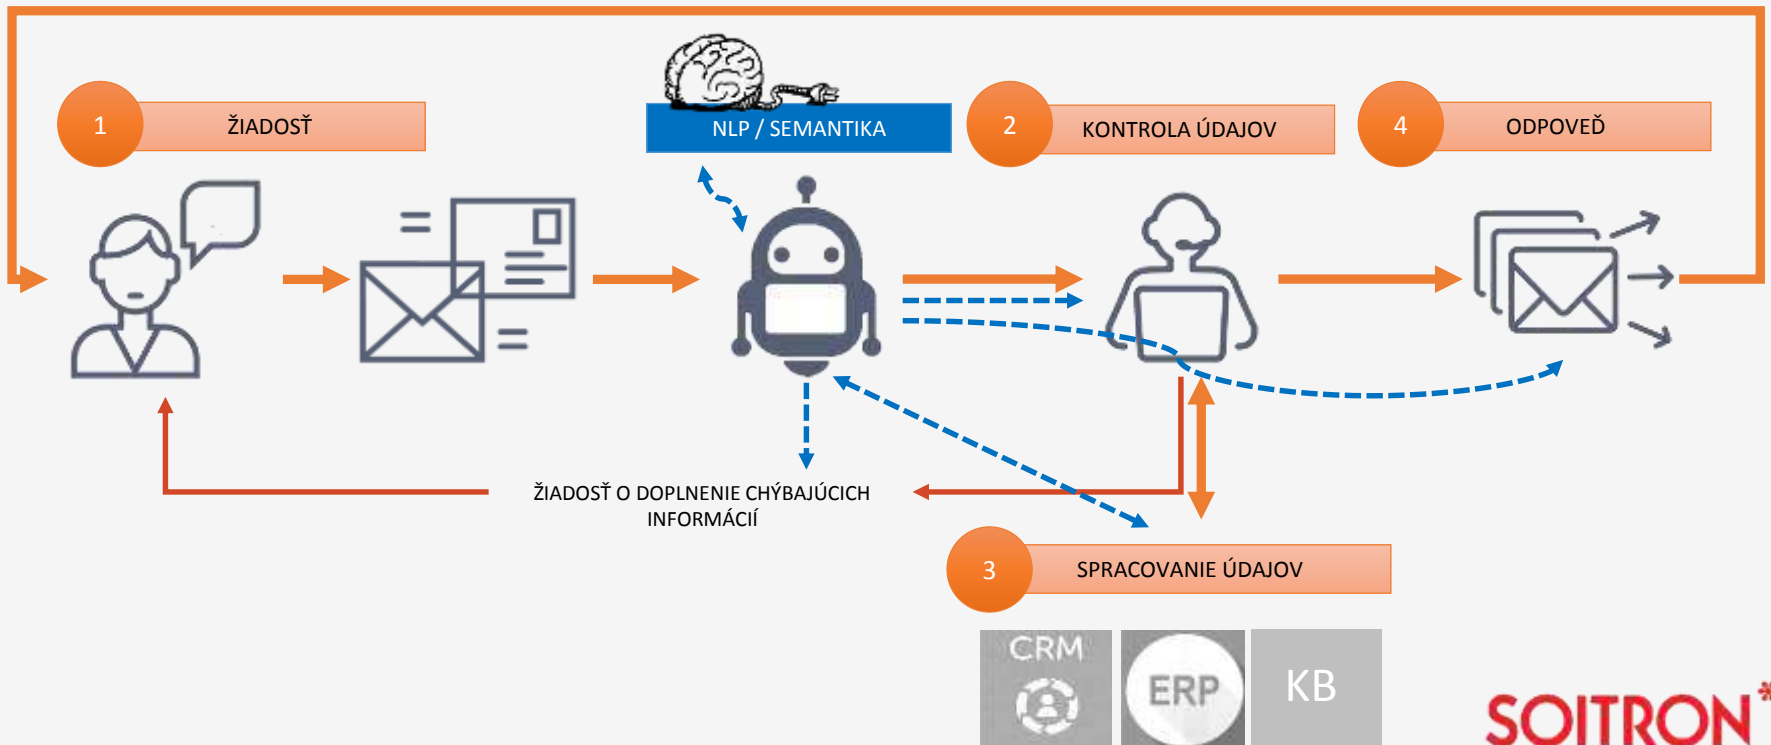 1
ŽIADOSŤ
NLP / SEMANTIKA
2
KONTROLA ÚDAJOV
4
ODPOVEĎ
ŽIADOSŤ O DOPLNENIE CHÝBAJÚCICH
INFORMÁCIÍ
3
SPRACOVANIE ÚDAJOV
CRM
ERP
KB
SOITRON*